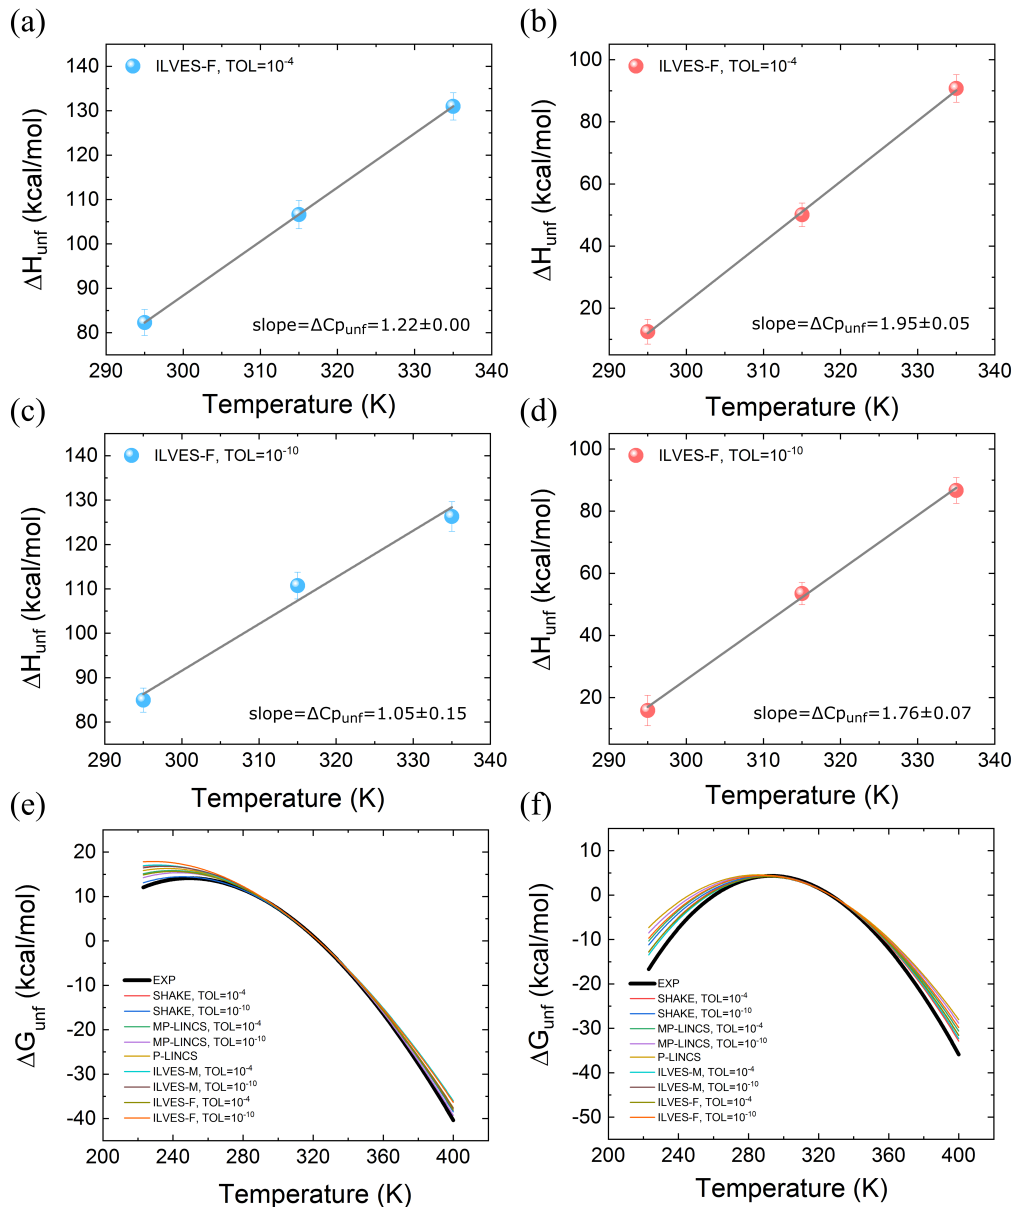 (a)
ILVES-F, TOL=10⁻⁴
ΔH_unf (kcal/mol)
140
130
120
110
100
90
80
slope=ΔCp_unf=1.22±0.00
290 300 310 320 330 340
Temperature (K)
(b)
ILVES-F, TOL=10⁻⁴
ΔH_unf (kcal/mol)
100
80
60
40
20
slope=ΔCp_unf=1.95±0.05
290 300 310 320 330 340
Temperature (K)
(c)
ILVES-F, TOL=10⁻¹⁰
ΔH_unf (kcal/mol)
140
130
120
110
100
90
80
slope=ΔCp_unf=1.05±0.15
290 300 310 320 330 340
Temperature (K)
(d)
ILVES-F, TOL=10⁻¹⁰
ΔH_unf (kcal/mol)
100
80
60
40
20
slope=ΔCp_unf=1.76±0.07
290 300 310 320 330 340
Temperature (K)
(e)
ΔG_unf (kcal/mol)
20
10
0
-10
-20
-30
-40
EXP
SHAKE, TOL=10⁻⁴
SHAKE, TOL=10⁻¹⁰
MP-LINCS, TOL=10⁻⁴
MP-LINCS, TOL=10⁻¹⁰
P-LINCS
ILVES-M, TOL=10⁻⁴
ILVES-M, TOL=10⁻¹⁰
ILVES-F, TOL=10⁻⁴
ILVES-F, TOL=10⁻¹⁰
200 240 280 320 360 400
Temperature (K)
(f)
ΔG_unf (kcal/mol)
10
0
-10
-20
-30
-40
-50
EXP
SHAKE, TOL=10⁻⁴
SHAKE, TOL=10⁻¹⁰
MP-LINCS, TOL=10⁻⁴
MP-LINCS, TOL=10⁻¹⁰
P-LINCS
ILVES-M, TOL=10⁻⁴
ILVES-M, TOL=10⁻¹⁰
ILVES-F, TOL=10⁻⁴
ILVES-F, TOL=10⁻¹⁰
200 240 280 320 360 400
Temperature (K)